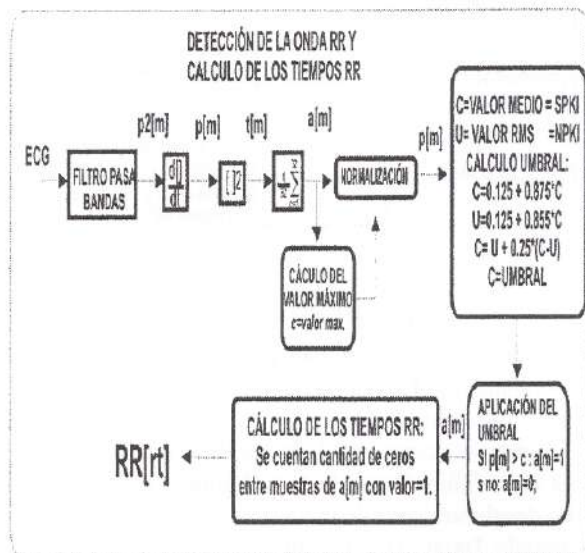 DETECCIÓN DE LA ONDA RR Y
CALCULO DE LOS TIEMPOS RR
ECG
FILTRO PASA
BANDAS
p2[m]
d[]
d
p[m]
[ ]2
t[m]
a[m]
NORMALIZACIÓN
p[m]
CÁCULO DEL
VALOR MÁXIMO
c=valor max.
C=VALOR MEDIO = SPKI
U= VALOR RMS =NPKI
CALCULO UMBRAL:
C=0.125 + 0.875*C
U=0.125 + 0.855*C
C= U + 0.25*(C-U)
C=UMBRAL
APLICACIÓN DEL
UMBRAL
SI p[m] > c : a[m]=1
s no: a[m]=0;
a[m]
CÁLCULO DE LOS TIEMPOS RR:
Se cuentan cantidad de ceros
entre muestras de a[m] con valor=1.
RR[rt]